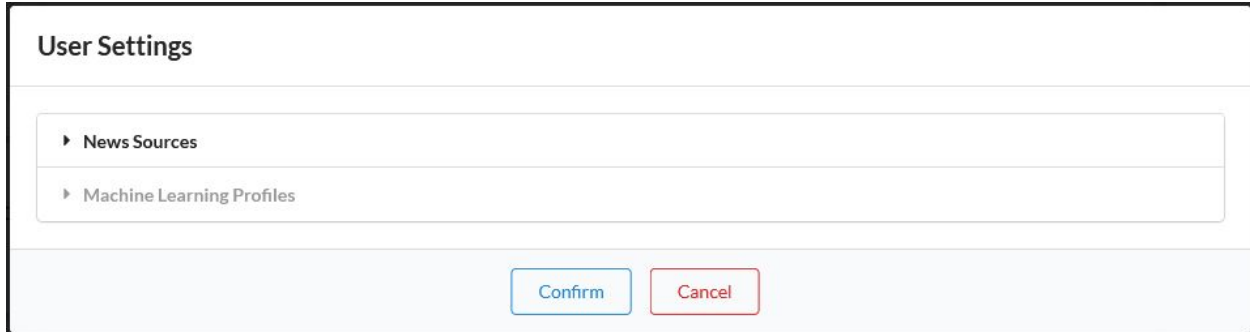 User Settings
News Sources
Machine Learning Profiles
Confirm Cancel